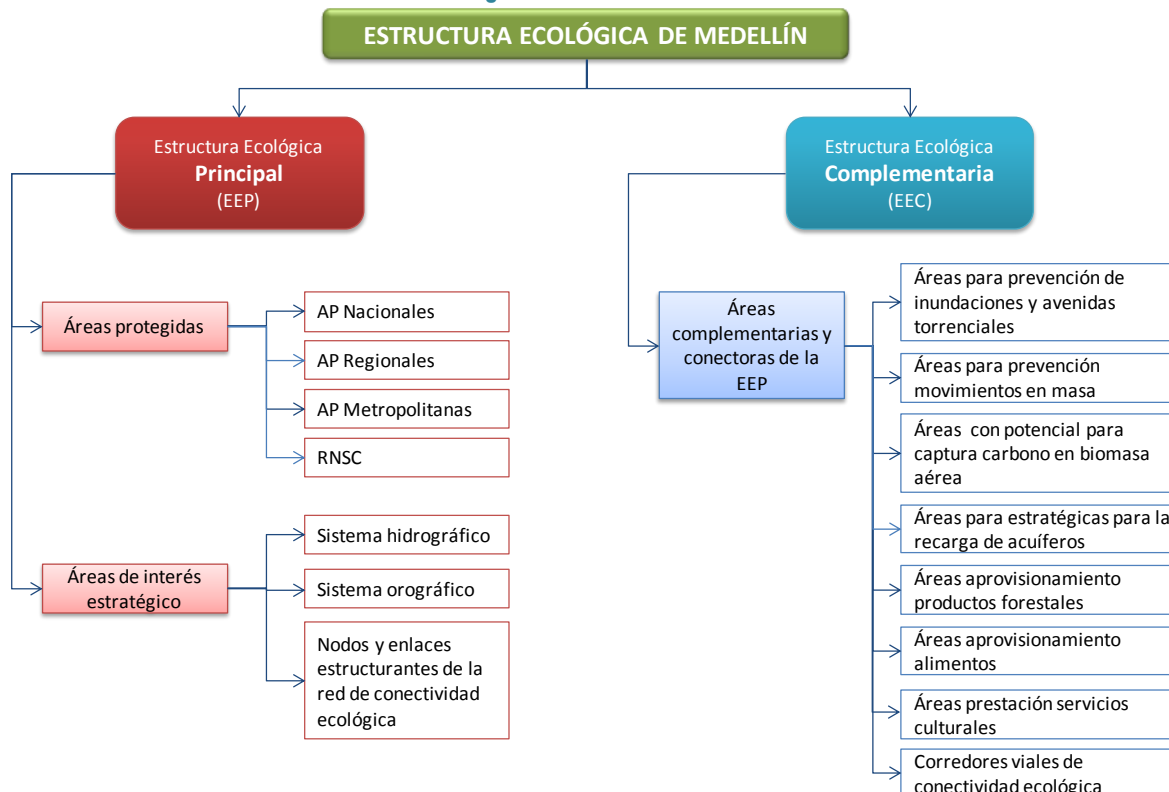 ESTRUCTURA ECOLÓGICA DE MEDELLÍN
Estructura Ecológica
Principal
(EEP)
Áreas protegidas
AP Nacionales
AP Regionales
AP Metropolitanas
RNSC
Áreas de interés
estratégico
Sistema hidrográfico
Sistema orográfico
Nodos y enlaces
estructurantes de la
red de conectividad
ecológica
Estructura Ecológica
Complementaria
(EEC)
Áreas
complementarias y
conectoras de la
EEP
Áreas para prevención de
inundaciones y avenidas
torrenciales
Áreas para prevención
movimientos en masa
Áreas con potencial para
captura carbono en biomasa
aérea
Áreas para estratégicas para la
recarga de acuíferos
Áreas aprovisionamiento
productos forestales
Áreas aprovisionamiento
alimentos
Áreas prestación servicios
culturales
Corredores viales de
conectividad ecológica